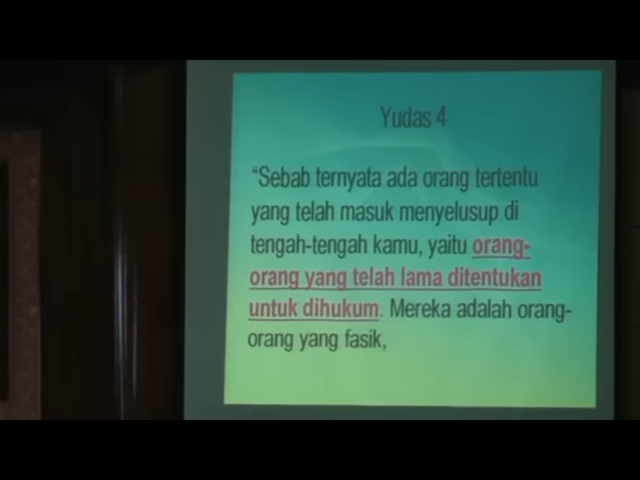 Yudas 4
“Sebab ternyata ada orang tertentu
yang telah masuk menyelusup di
tengah-tengah kamu, yaitu orang-
orang yang telah lama ditentukan
untuk dihukum. Mereka adalah orang-
orang yang fasik,